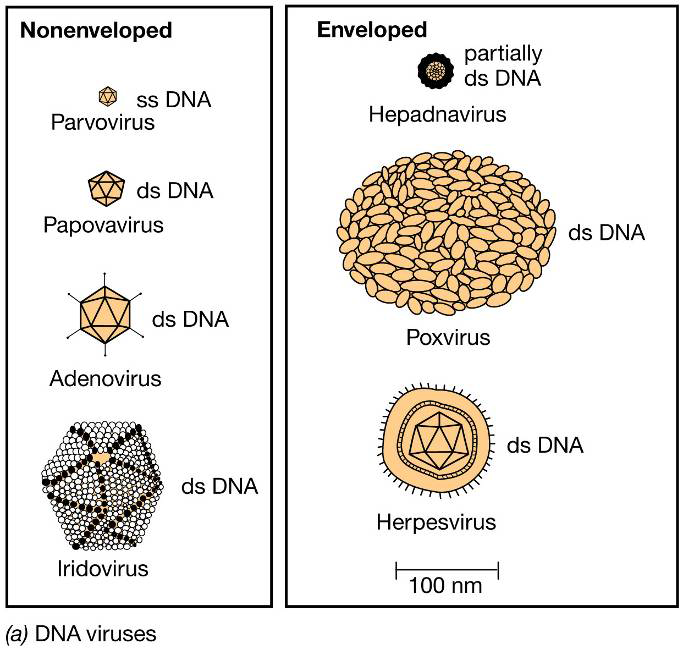 Nonenveloped
ss DNA
Parvovirus
ds DNA
Papovavirus
ds DNA
Adenovirus
ds DNA
Iridovirus
Enveloped
partially
ds DNA
Hepadnavirus
ds DNA
Poxvirus
ds DNA
Herpesvirus
100 nm
(a) DNA viruses